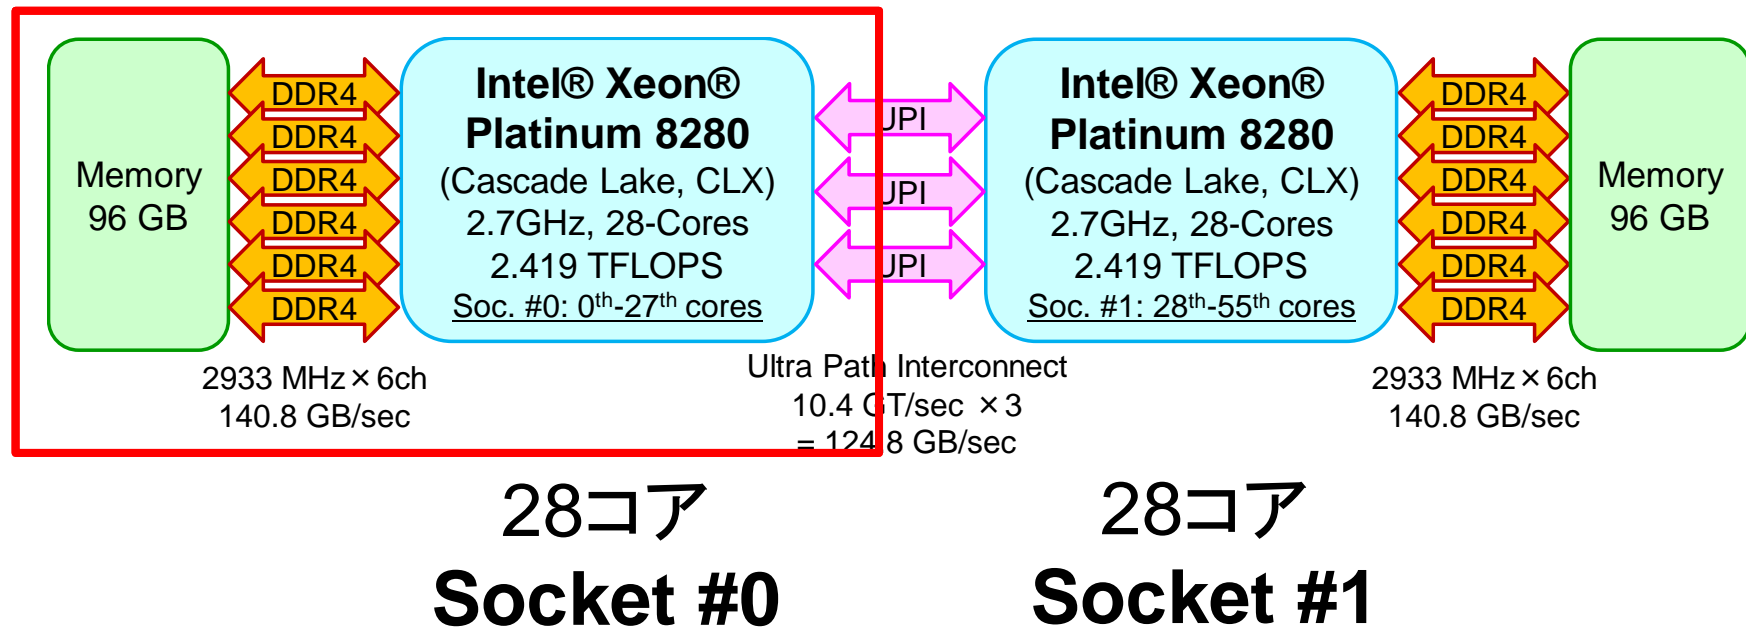 Memory
96 GB
DDR4
DDR4
DDR4
DDR4
DDR4
DDR4
Intel® Xeon®
Platinum 8280
(Cascade Lake, CLX)
2.7GHz, 28-Cores
2.419 TFLOPS
Soc. #0: 0th-27th cores
UPI
UPI
UPI
Intel® Xeon®
Platinum 8280
(Cascade Lake, CLX)
2.7GHz, 28-Cores
2.419 TFLOPS
Soc. #1: 28th-55th cores
DDR4
DDR4
DDR4
DDR4
DDR4
DDR4
Memory
96 GB
2933 MHz×6ch
140.8 GB/sec
Ultra Path Interconnect
10.4 GT/sec ×3
= 124.8 GB/sec
2933 MHz×6ch
140.8 GB/sec
28コア
Socket #0
28コア
Socket #1